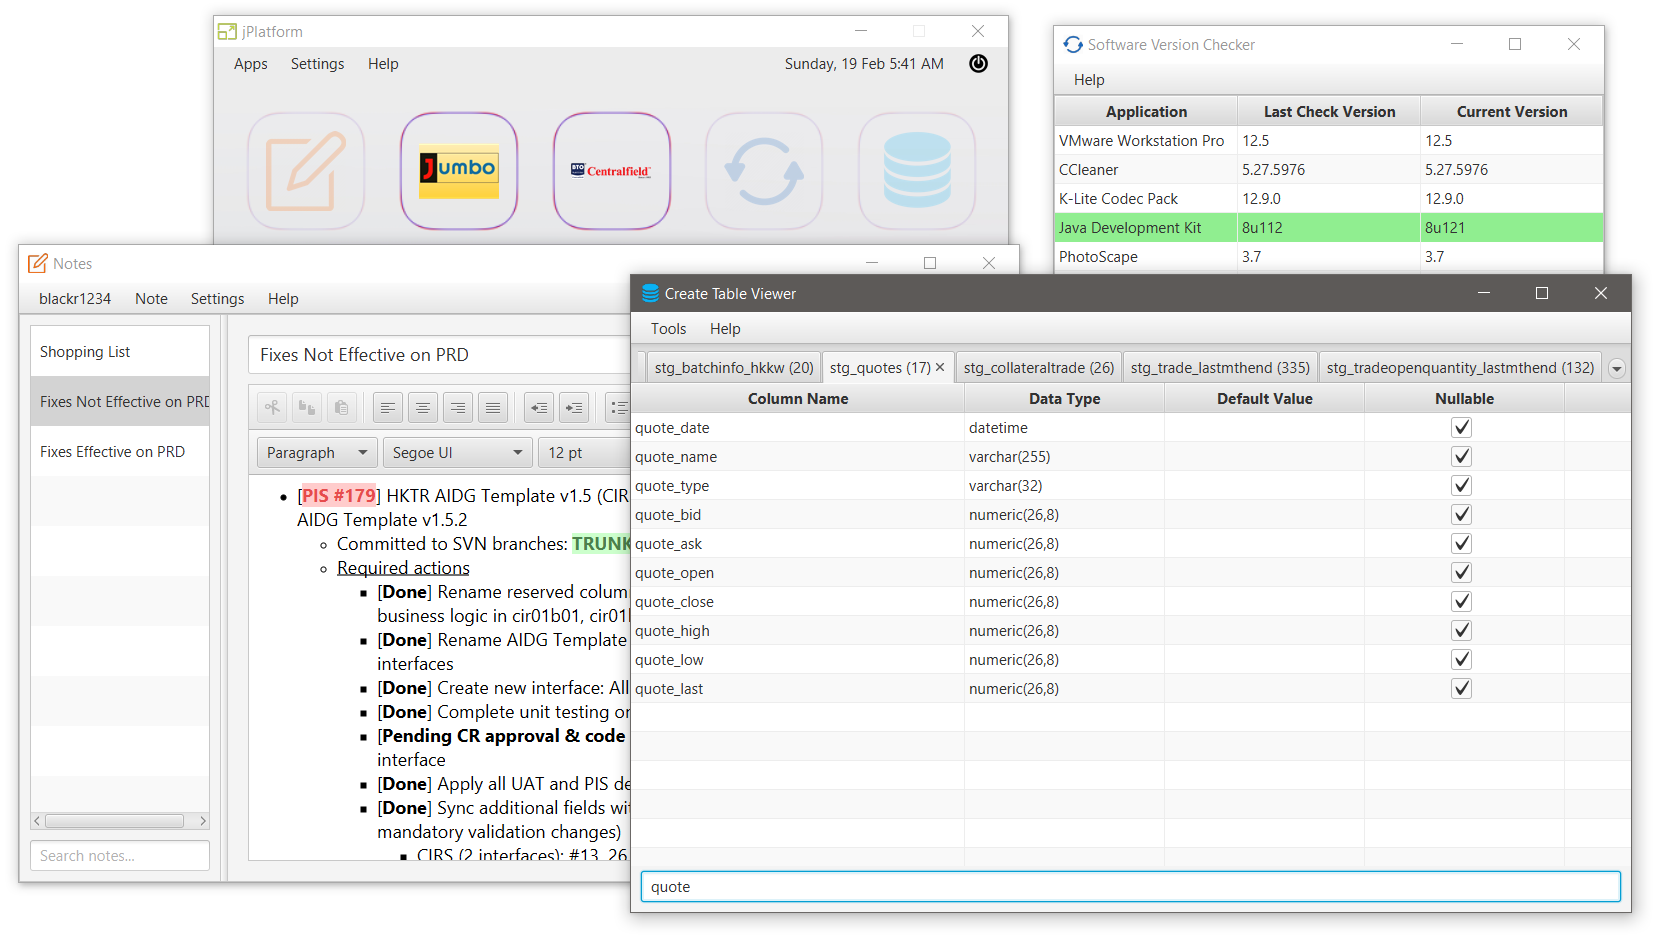 jPlatform
Apps Settings Help Sunday, 19 Feb 5:41 AM
Jumbo
BTO Centralfield
Software Version Checker
Help
Application Last Check Version Current Version
VMware Workstation Pro 12.5 12.5
CCleaner 5.27.5976 5.27.5976
K-Lite Codec Pack 12.9.0 12.9.0
Java Development Kit 8u112 8u121
PhotoScape 3.7 3.7
Notes
blackr1234 Note Settings Help
Shopping List
Fixes Not Effective on PRD
Fixes Effective on PRD
Search notes...
Fixes Not Effective on PRD
Paragraph Segoe UI 12 pt
[PIS #179] HKTR AIDG Template v1.5 (CIR
AIDG Template v1.5.2
Committed to SVN branches: TRUNK
Required actions
[Done] Rename reserved colum
business logic in cir01b01, cir01
[Done] Rename AIDG Template
interfaces
[Done] Create new interface: All
[Done] Complete unit testing or
[Pending CR approval & code
interface
[Done] Apply all UAT and PIS de
[Done] Sync additional fields wi
mandatory validation changes)
CIRS (2 interfaces): #13, 26
Create Table Viewer
Tools Help
stg_batchinfo_hkkw (20) stg_quotes (17) stg_collateraltrade (26) stg_trade_lastmthend (335) stg_tradeopenquantity_lastmthend (132)
Column Name Data Type Default Value Nullable
quote_date datetime
quote_name varchar(255)
quote_type varchar(32)
quote_bid numeric(26,8)
quote_ask numeric(26,8)
quote_open numeric(26,8)
quote_close numeric(26,8)
quote_high numeric(26,8)
quote_low numeric(26,8)
quote_last numeric(26,8)
quote